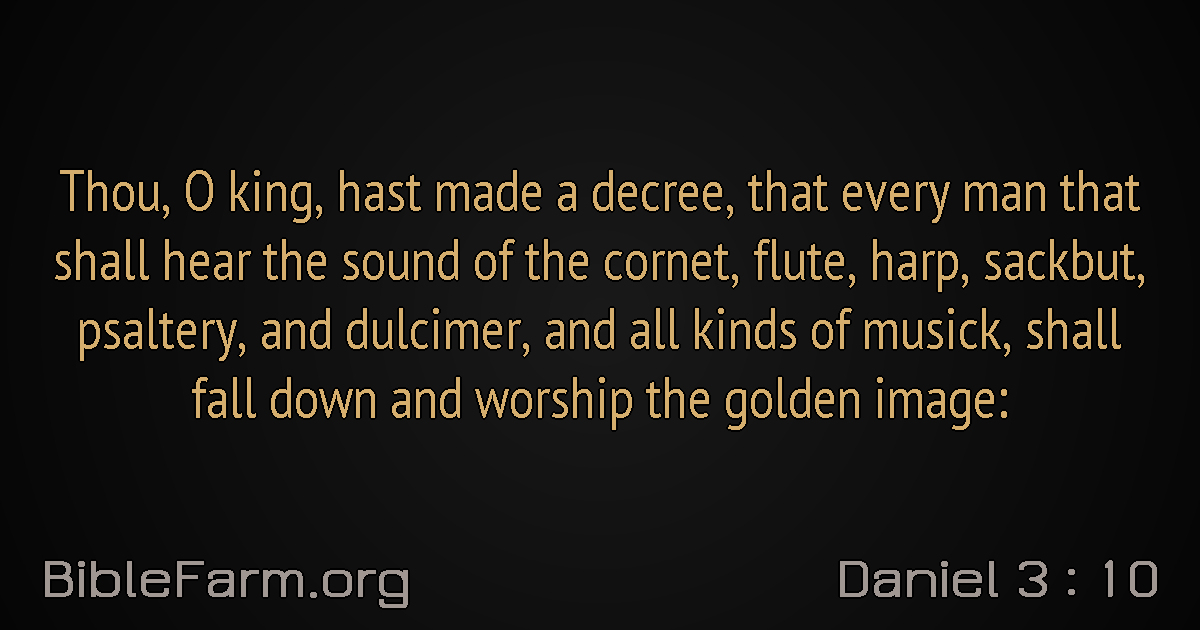 Thou, O king, hast made a decree, that every man that
shall hear the sound of the cornet, flute, harp, sackbut,
psaltery, and dulcimer, and all kinds of musick, shall
fall down and worship the golden image:
BibleFarm.org
Daniel 3 : 10